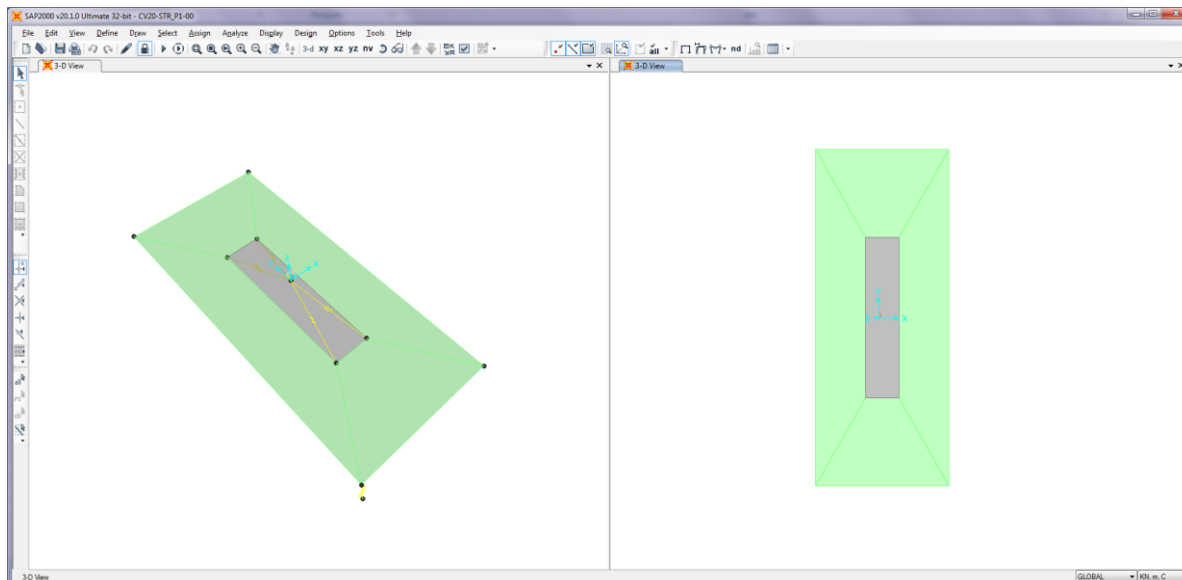 SAP2000 v20.1.0 Ultimate 32-bit - CV20-STR_P1-00
File Edit View Define Draw Select Assign Analyze Display Design Options Tools Help
3-d xy xz yz nv all nd
3-D View
3-D View
Z X
X
3-D View GLOBAL KN, m, C